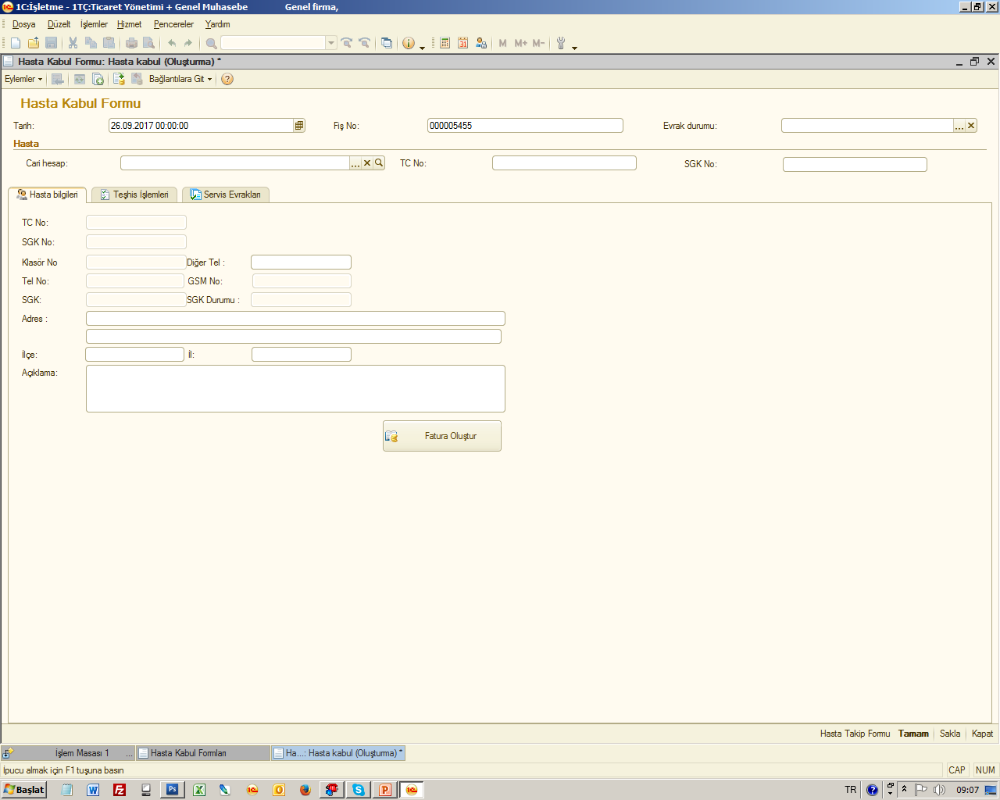 1C:İşletme - 1TÇ:Ticaret Yönetimi + Genel Muhasebe Genel firma,
Dosya Düzelt İşlemler Hizmet Pencereler Yardım
M M+ M-
Hasta Kabul Formu: Hasta kabul (Oluşturma) *
Eylemler Bağlantılara Git
Hasta Kabul Formu
Tarih: 26.09.2017 00:00:00 Fiş No: 000005455 Evrak durumu:
Hasta
Cari hesap: TC No: SGK No:
Hasta bilgileri Teşhis İşlemleri Servis Evrakları
TC No:
SGK No:
Klasör No Diğer Tel :
Tel No: GSM No:
SGK: SGK Durumu :
Adres :
İlçe: İl:
Açıklama:
Fatura Oluştur
Hasta Takip Formu Tamam Sakla Kapat
İşlem Masası 1 ... Hasta Kabul Formları Ha...: Hasta kabul (Oluşturma) *
İpucu almak için F1 tuşuna basın CAP NUM
Başlat TR 09:07